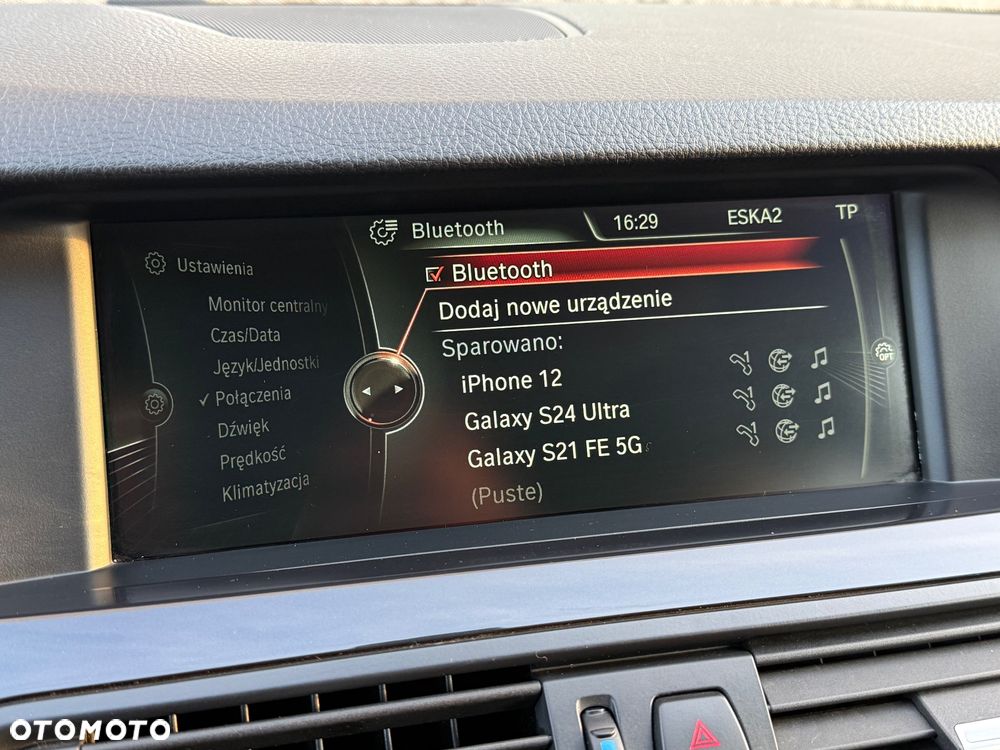 Bluetooth 16:29 ESKA2 TP
Ustawienia
Monitor centralny
Czas/Data
Język/Jednostki
✓ Połączenia
Dźwięk
Prędkość
Klimatyzacja
Bluetooth
Dodaj nowe urządzenie
Sparowano:
iPhone 12
Galaxy S24 Ultra
Galaxy S21 FE 5G
(Puste)
OPT
OTOMOTO